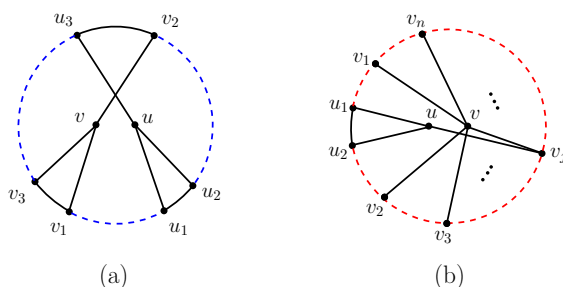 u₃ v₂
v u
v₃ u₂
v₁ u₁
(a)
vₙ
v₁
u₁ u v
u₂
v₂
v₃
(b)